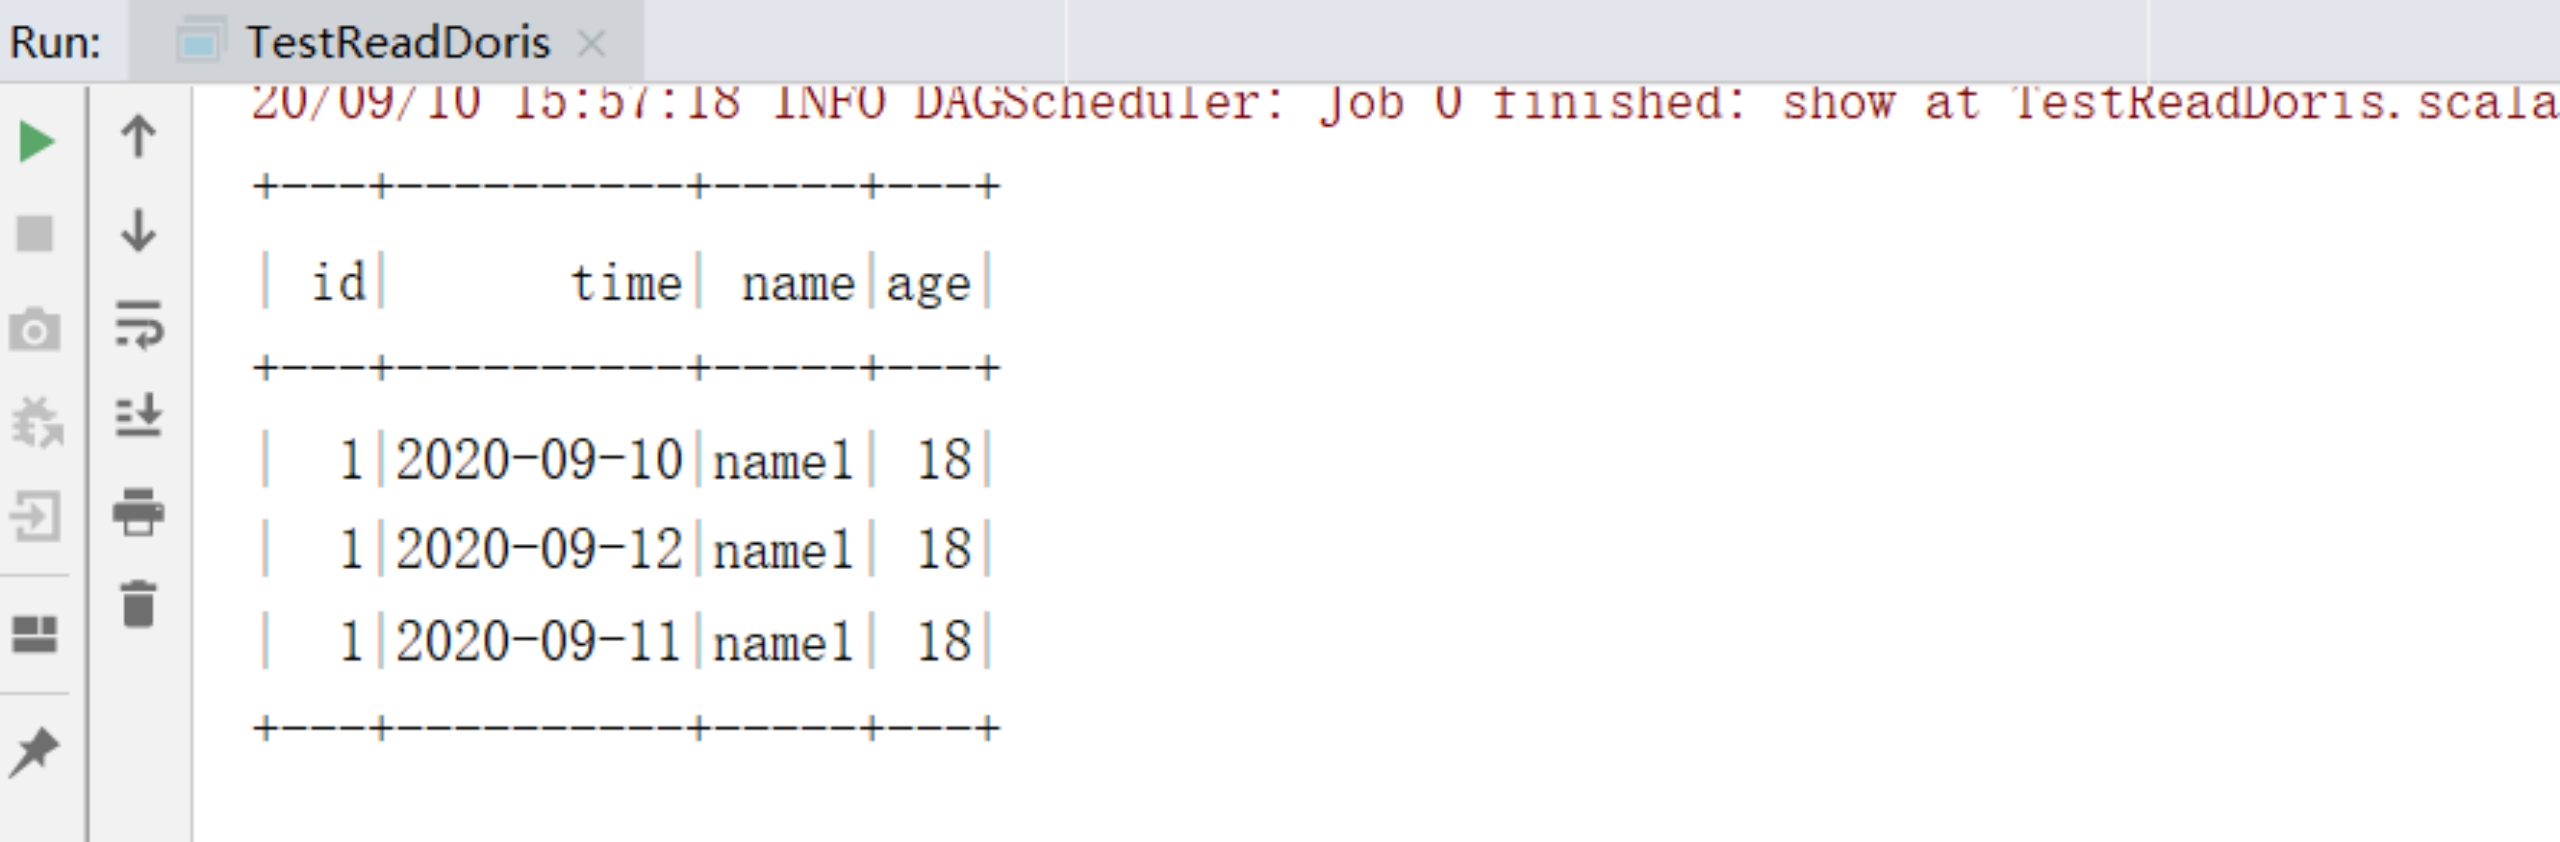 Run: TestReadDoris
20/09/10 15:57:18 INFO DAGScheduler: Job 0 finished: show at TestReadDoris.scala
+---+----------+-----+---+
| id|      time| name|age|
+---+----------+-----+---+
|  1|2020-09-10|name1| 18|
|  1|2020-09-12|name1| 18|
|  1|2020-09-11|name1| 18|
+---+----------+-----+---+